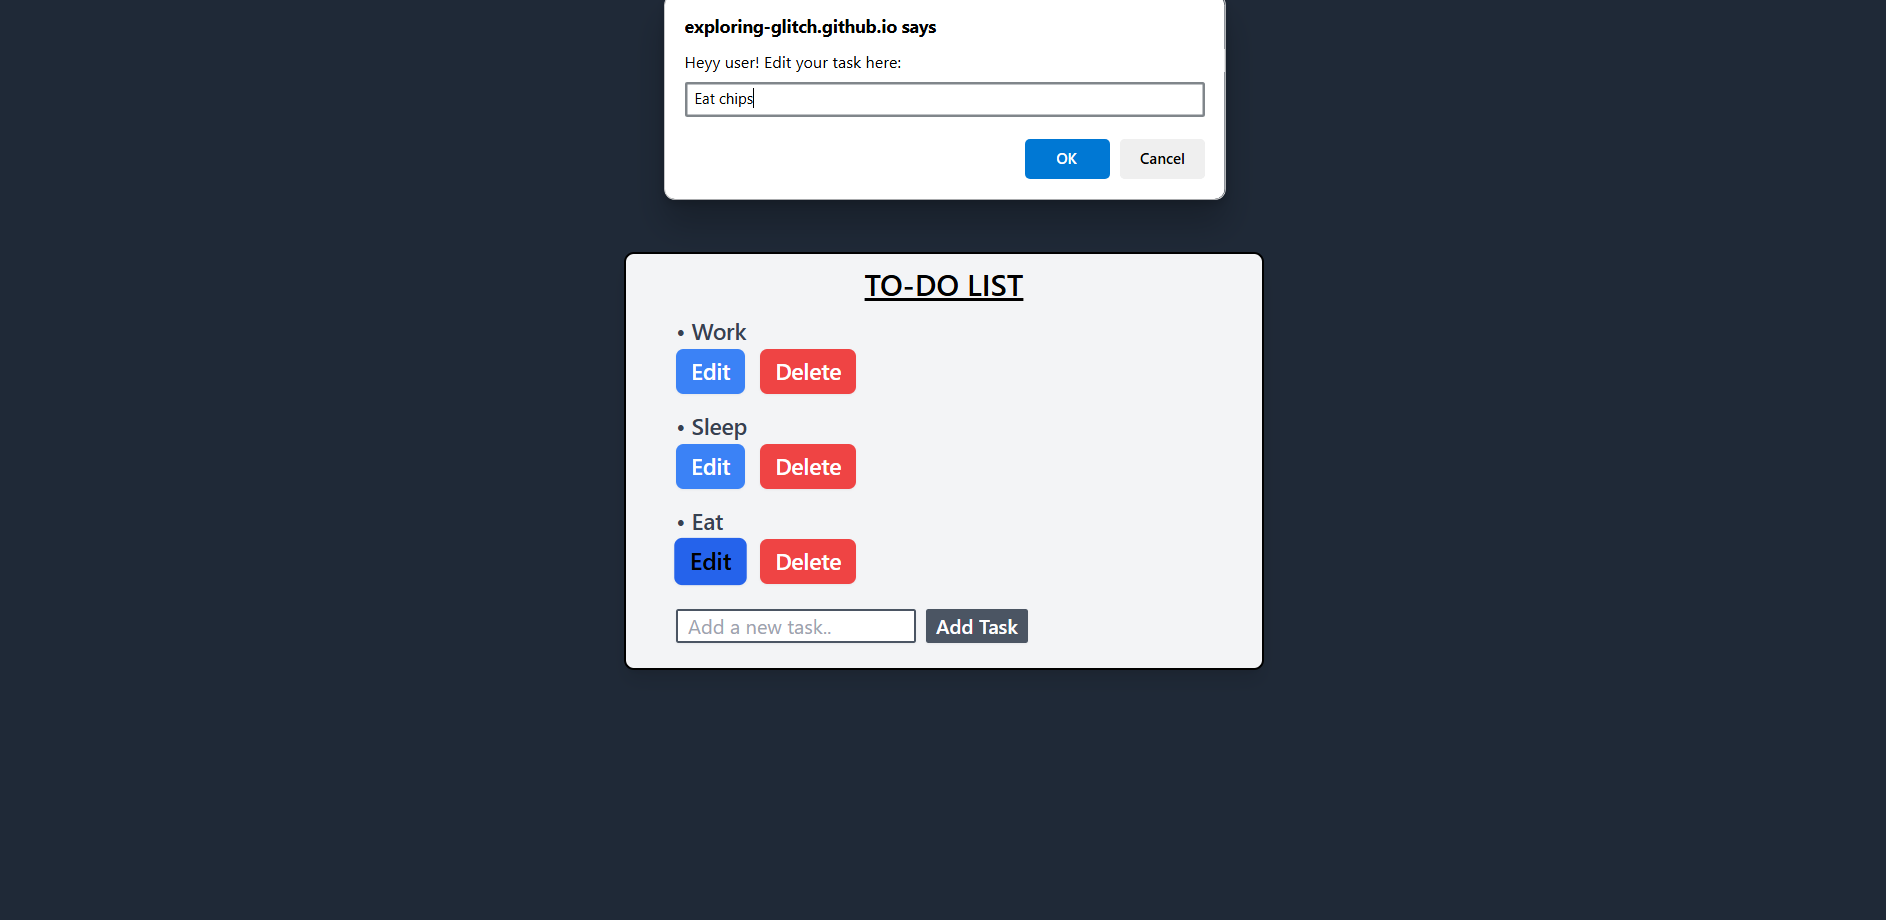 exploring-glitch.github.io says
Heyy user! Edit your task here:
Eat chips
OK Cancel
TO-DO LIST
• Work
Edit Delete
• Sleep
Edit Delete
• Eat
Edit Delete
Add a new task.. Add Task